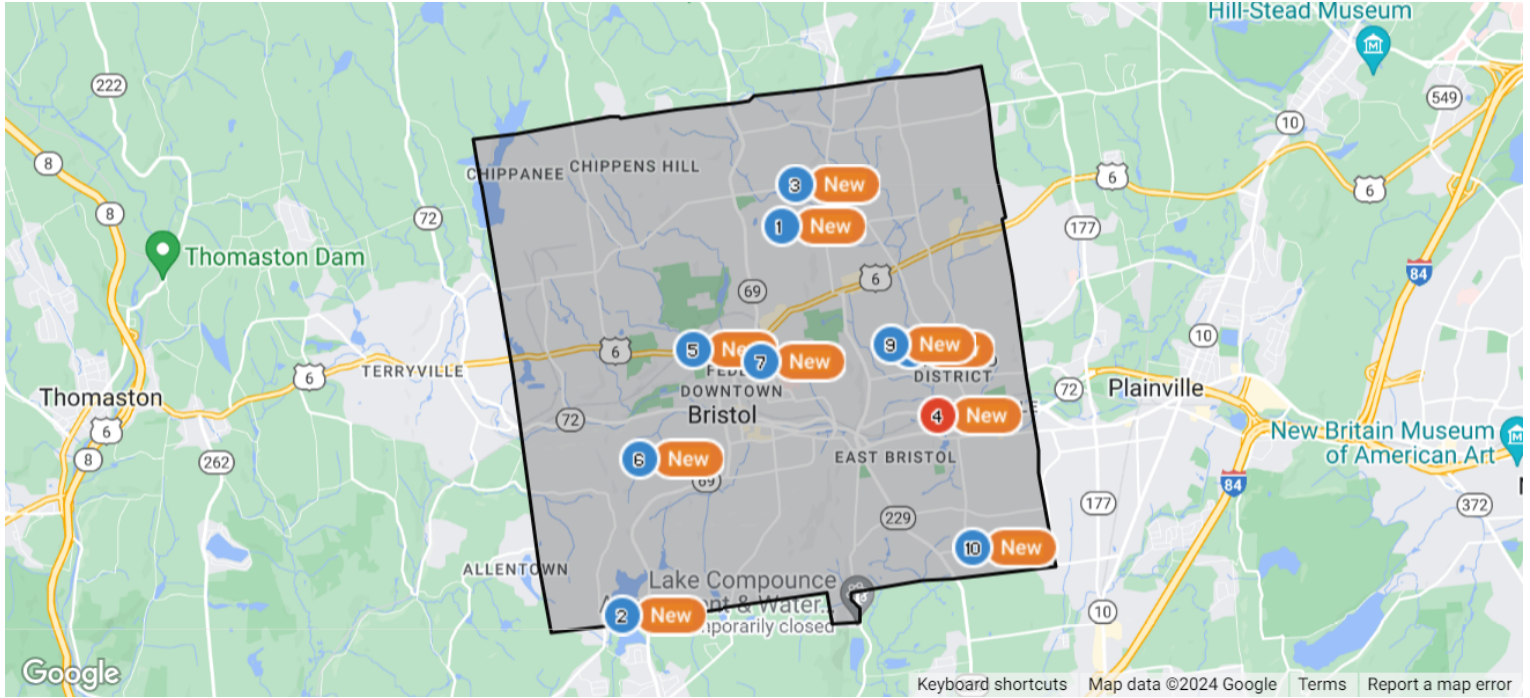 Hill-Stead Museum
222
549
10
8
CHIPPANEE
CHIPPENS HILL
6
6
3 New
8
72
177
1 New
Thomaston Dam
84
6
69
10
5
7 New
9 New
6
6
TERRYVILLE
DISTRICT
DOWNTOWN
72
Plainville
Thomaston
Bristol
4 New
72
6
New Britain Museum
of American Art
EAST BRISTOL
6 New
8
262
69
84
177
372
229
10 New
ALLENTOWN
Lake Compounce
& Water...
2 New
closed
10
Google
Keyboard shortcuts
Map data ©2024 Google
Terms
Report a map error